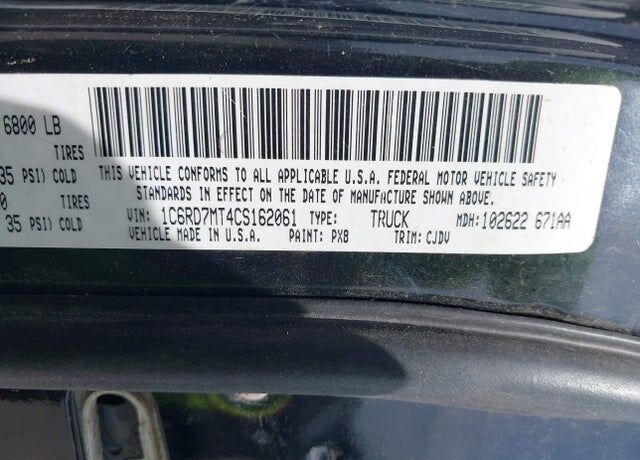 6800 LB
TIRES
35 PSI) COLD
TIRES
35 PSI) COLD
THIS VEHICLE CONFORMS TO ALL APPLICABLE U.S.A. FEDERAL MOTOR VEHICLE SAFETY
STANDARDS IN EFFECT ON THE DATE OF MANUFACTURE SHOWN ABOVE.
VIN: 1C6RD7MT4CS162061 TYPE: TRUCK MDH: 102622 671AA
VEHICLE MADE IN U.S.A. PAINT: PX8 TRIM: CJDV